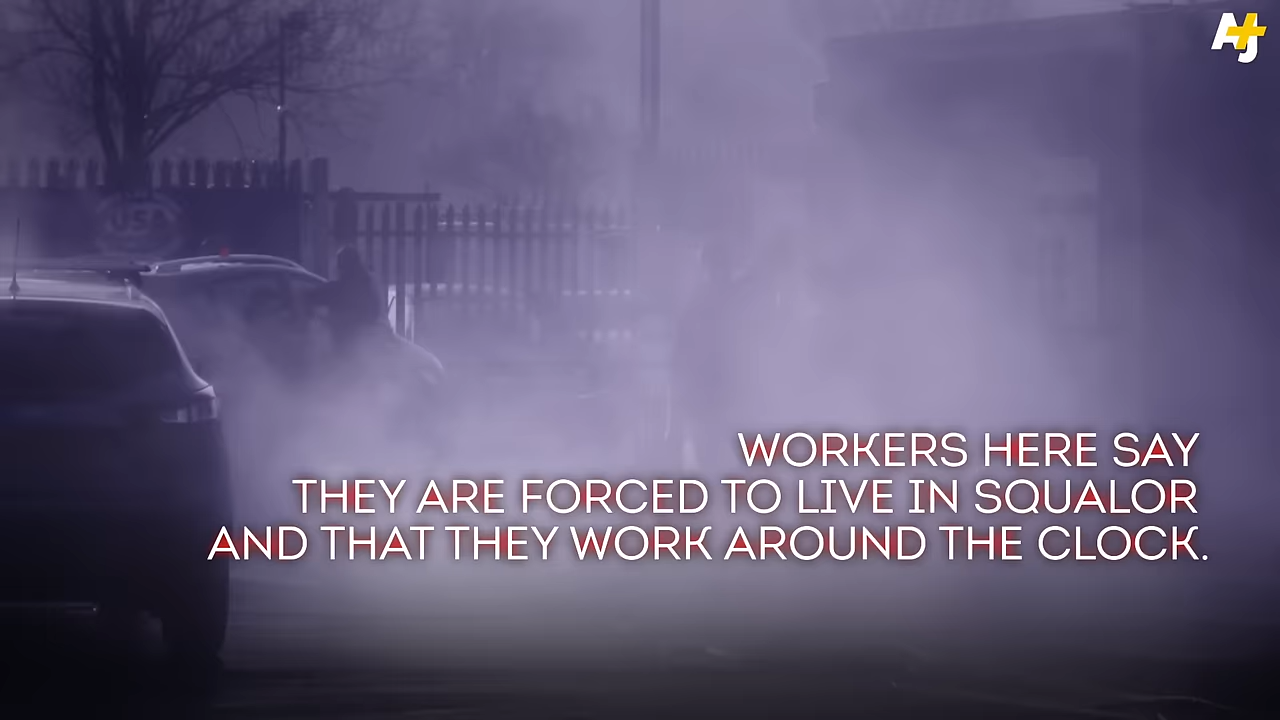 AJ+
USA
WORKERS HERE SAY
THEY ARE FORCED TO LIVE IN SQUALOR
AND THAT THEY WORK AROUND THE CLOCK.